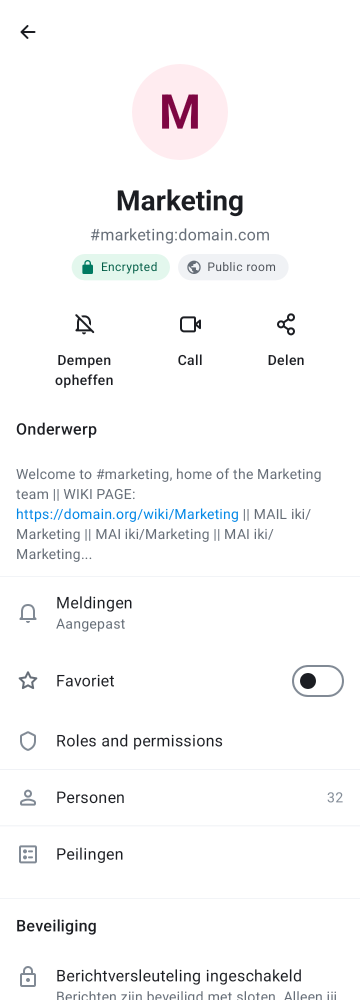 M
Marketing
#marketing:domain.com
Encrypted
Public room
Dempen
opheffen
Call
Delen
Onderwerp
Welcome to #marketing, home of the Marketing
team || WIKI PAGE:
https://domain.org/wiki/Marketing || MAIL iki/
Marketing || MAI iki/Marketing || MAI iki/
Marketing...
Meldingen
Aangepast
Favoriet
Roles and permissions
Personen
32
Peilingen
Beveiliging
Berichtversleuteling ingeschakeld
Berichten zijn beveiligd met sloten. Alleen jij